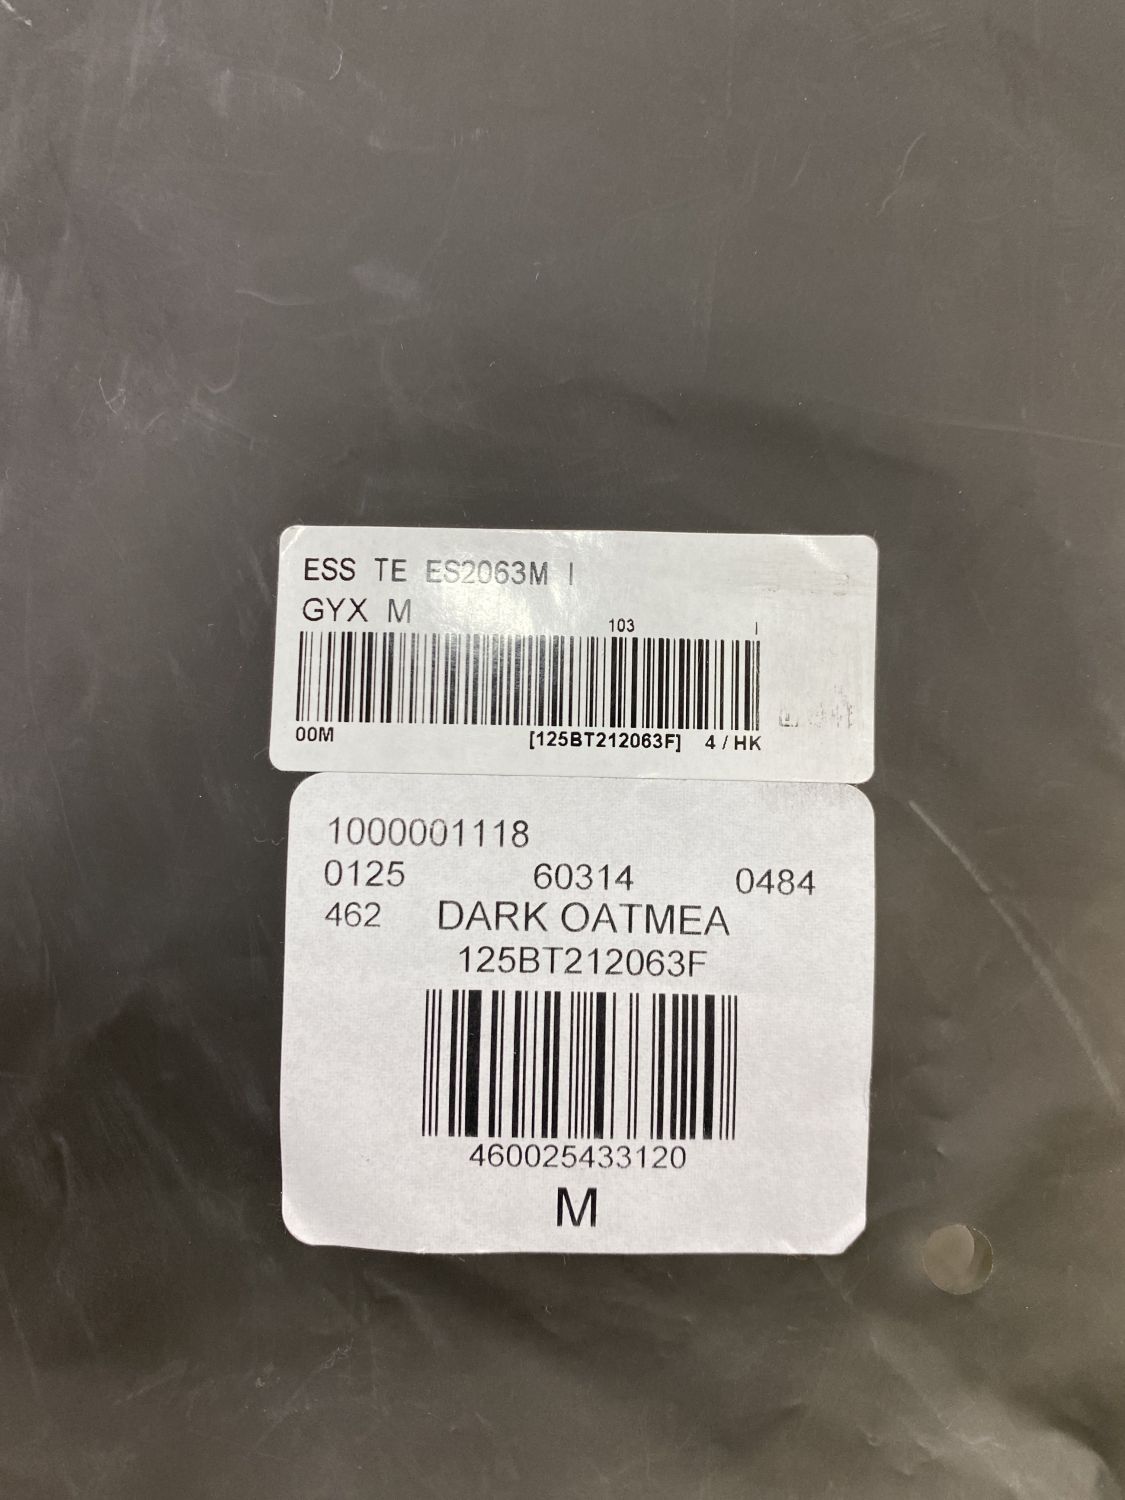 ESS TE ES2063M I
GYX M
103 I
00M [125BT212063F] 4 / HK
1000001118
0125 60314 0484
462 DARK OATMEA
125BT212063F
460025433120
M